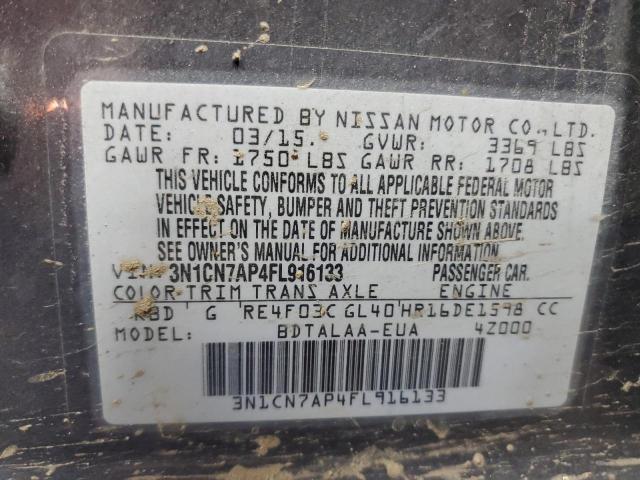 MANUFACTURED BY NISSAN MOTOR CO., LTD.
DATE: 03/15. GVWR: 3369 LBS
GAWR FR: 1750 LBS GAWR RR: 1708 LBS
THIS VEHICLE CONFORMS TO ALL APPLICABLE FEDERAL MOTOR
VEHICLE SAFETY, BUMPER AND THEFT PREVENTION STANDARDS
IN EFFECT ON THE DATE OF MANUFACTURE SHOWN ABOVE.
SEE OWNER'S MANUAL FOR ADDITIONAL INFORMATION.
VIN: 3N1CN7AP4FL916133 PASSENGER CAR.
COLOR TRIM TRANS AXLE ENGINE
KBD G RE4F03C GL40 HR16DE1598 CC
MODEL: BDTALAA-EUA 4Z000
3N1CN7AP4FL916133